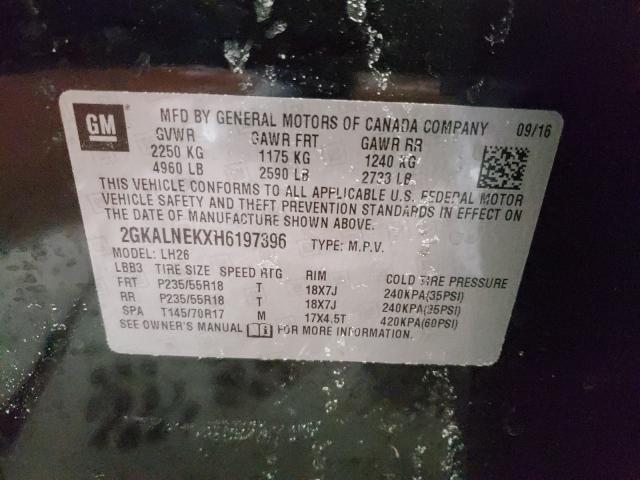 GM
MFD BY GENERAL MOTORS OF CANADA COMPANY 09/16
GVWR GAWR FRT GAWR RR
2250 KG 1175 KG 1240 KG
4960 LB 2590 LB 2733 LB
THIS VEHICLE CONFORMS TO ALL APPLICABLE U.S. FEDERAL MOTOR
VEHICLE SAFETY AND THEFT PREVENTION STANDARDS IN EFFECT ON
THE DATE OF MANUFACTURE SHOWN ABOVE.
2GKALNEKXH6197396 TYPE: M.P.V.
MODEL: LH26
LBB3 TIRE SIZE SPEED RTG RIM COLD TIRE PRESSURE
FRT P235/55R18 T 18X7J 240KPA(35PSI)
RR P235/55R18 T 18X7J 240KPA(35PSI)
SPA T145/70R17 M 17X4.5T 420KPA(60PSI)
SEE OWNER'S MANUAL FOR MORE INFORMATION.